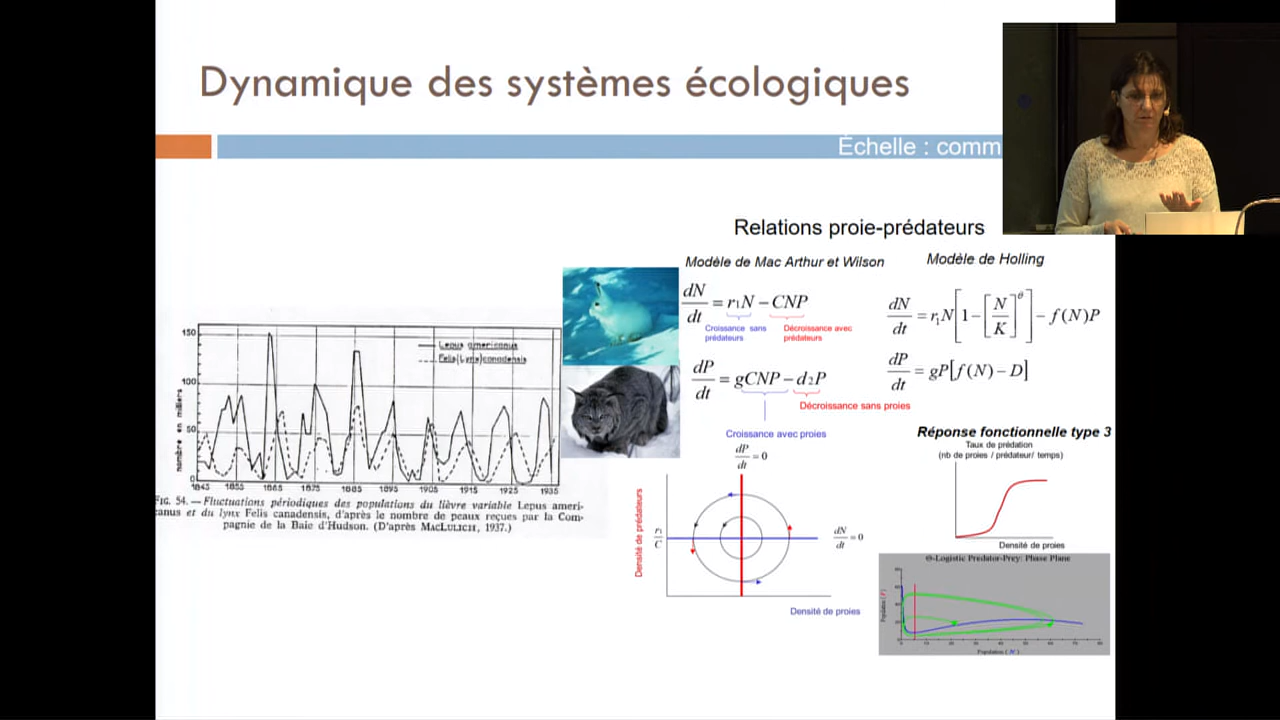 Dynamique des systèmes écologiques
Échelle : comm
Relations proie-prédateurs
Modèle de Mac Arthur et Wilson
Modèle de Holling
dN/dt = r₁N − CNP
Croissance sans prédateurs
Décroissance avec prédateurs
dP/dt = gCNP − d₂P
Décroissance sans proies
Croissance avec proies
dN/dt = r₁N[1−[N/K]^θ] − f(N)P
dP/dt = gP[f(N) − D]
Réponse fonctionnelle type 3
Taux de prédation
(nb de proies / prédateur/ temps)
Densité de proies
dP/dt = 0
dN/dt = 0
Densité de prédateurs
Densité de proies
Θ-Logistic Predator-Prey: Phase Plane
Population ( N )
nombre en milliers
150
100
50
0
Lepus americanus
Felis(Lynx)canadensis
1845 1855 1865 1875 1885 1895 1905 1915 1925 1935
FIG. 54. — Fluctuations périodiques des populations du lièvre variable Lepus ameri-
canus et du lynx Felis canadensis, d'après le nombre de peaux reçues par la Com-
pagnie de la Baie d'Hudson. (D'après MACLULICH, 1937.)